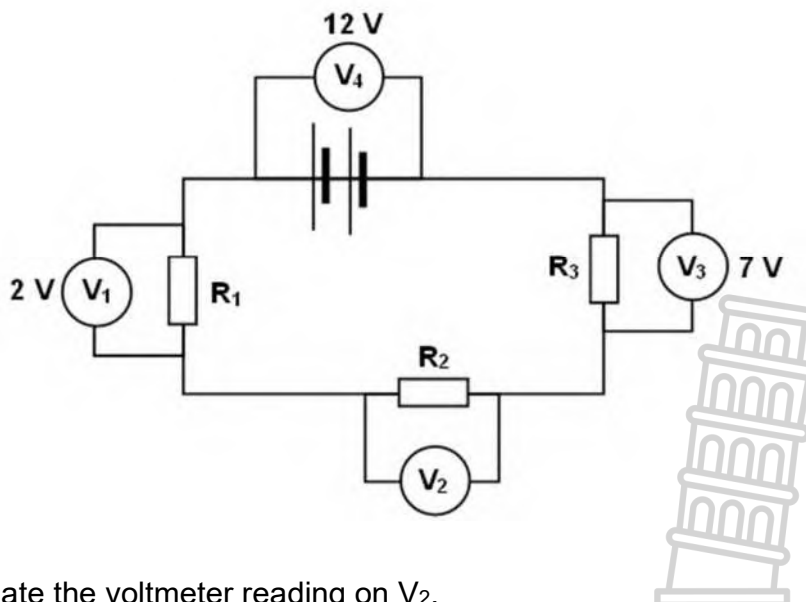 12 V
V4
2 V
V1
R1
R3
V3
7 V
R2
V2
ate the voltmeter reading on V2.